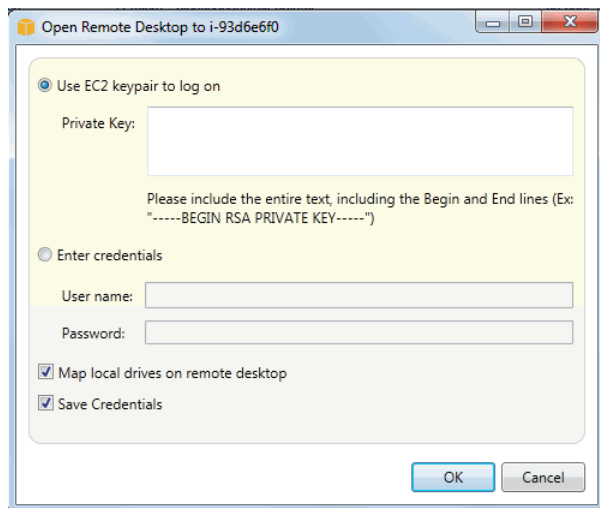 Open Remote Desktop to i-93d6e6f0
Use EC2 keypair to log on
Private Key:
Please include the entire text, including the Begin and End lines (Ex:
"-----BEGIN RSA PRIVATE KEY-----")
Enter credentials
User name:
Password:
Map local drives on remote desktop
Save Credentials
OK Cancel